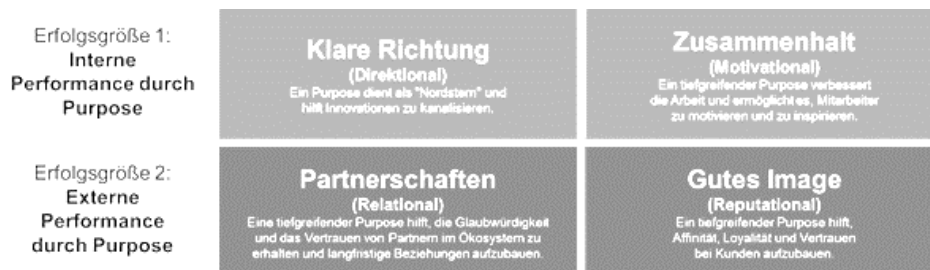 Erfolgsgröße 1:
Interne
Performance durch
Purpose
Klare Richtung
(Direktional)
Ein Purpose dient als "Nordstern" und
hilft Innovationen zu kanalisieren.
Zusammenhalt
(Motivational)
Ein tiefgreifender Purpose verbessert
die Arbeit und ermöglicht es, Mitarbeiter
zu motivieren und zu inspirieren.
Erfolgsgröße 2:
Externe
Performance
durch Purpose
Partnerschaften
(Relational)
Eine tiefgreifender Purpose hilft, die Glaubwürdigkeit
und das Vertrauen von Partnern im Ökosystem zu
erhalten und langfristige Beziehungen aufzubauen.
Gutes Image
(Reputational)
Ein tiefgreifender Purpose hilft,
Affinität, Loyalität und Vertrauen
bei Kunden aufzubauen.